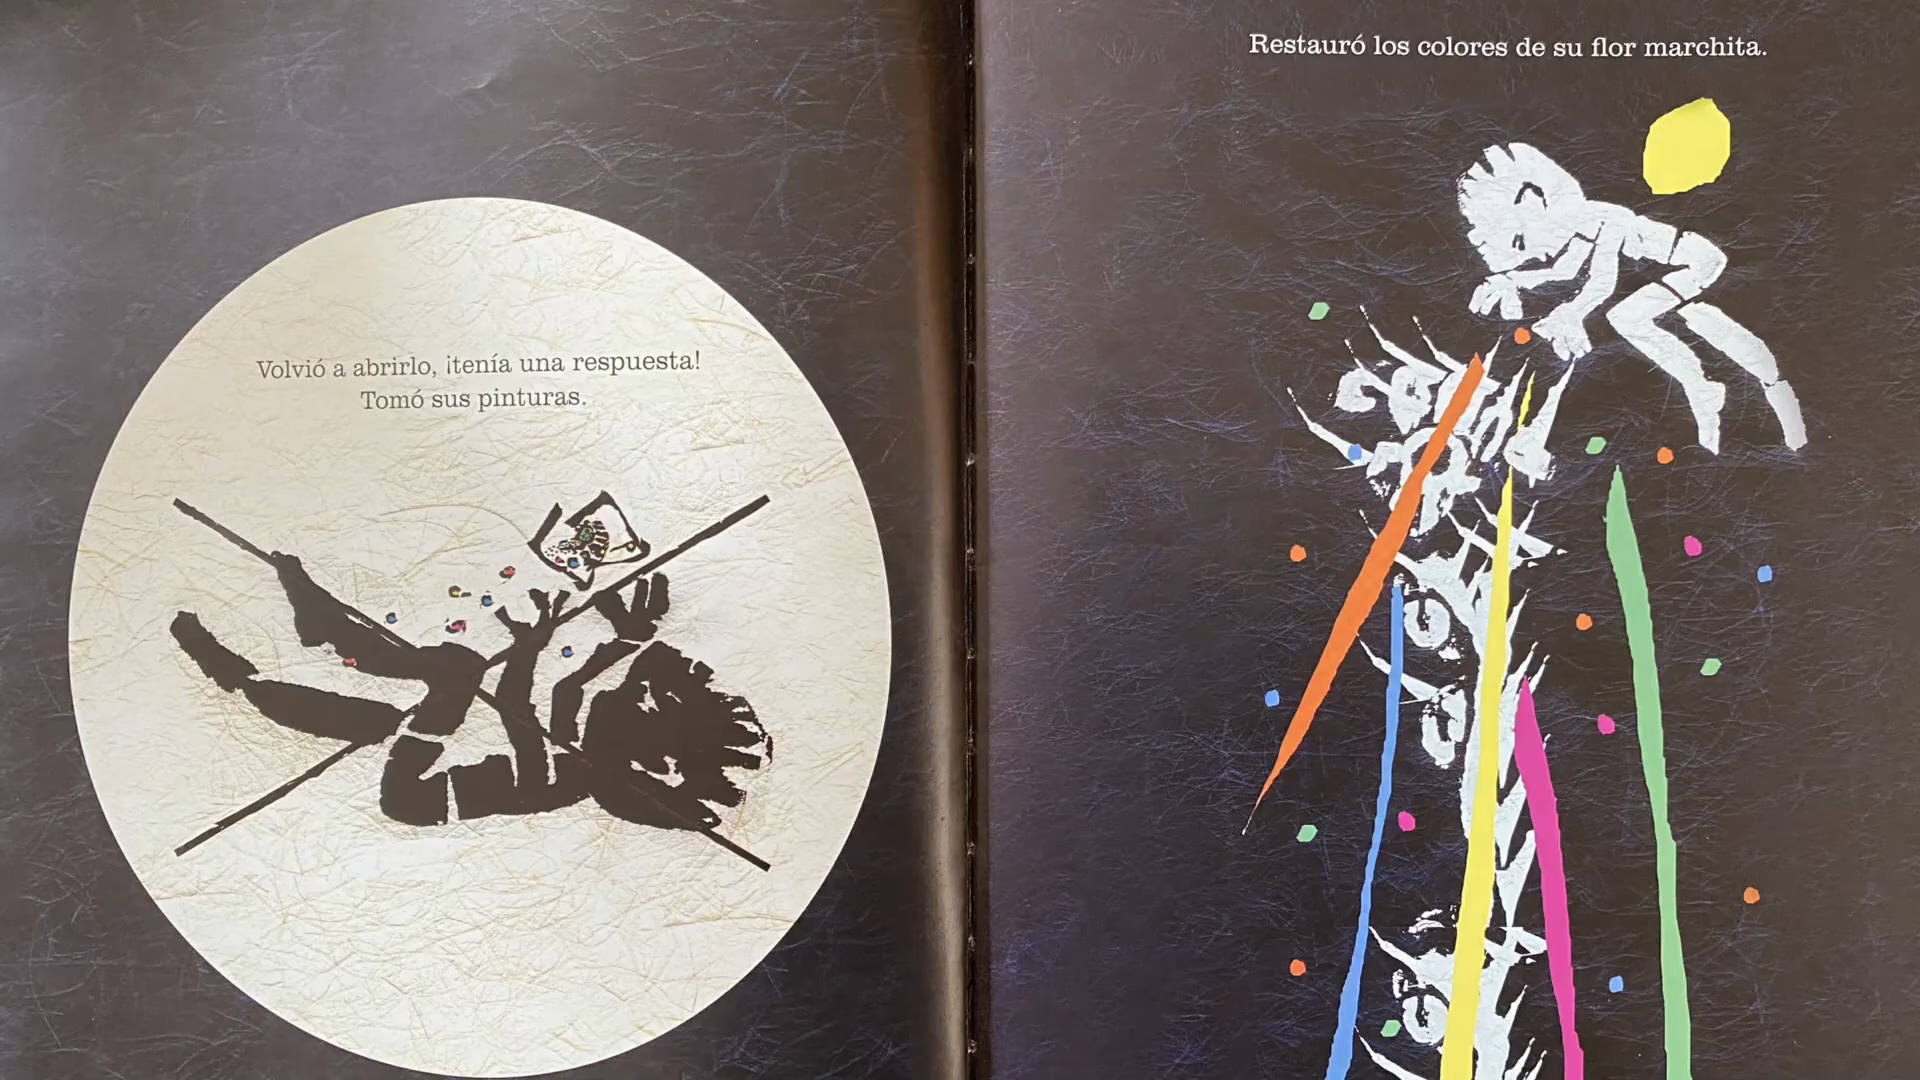 Volvió a abrirlo, ¡tenía una respuesta!
Tomó sus pinturas.
Restauró los colores de su flor marchita.